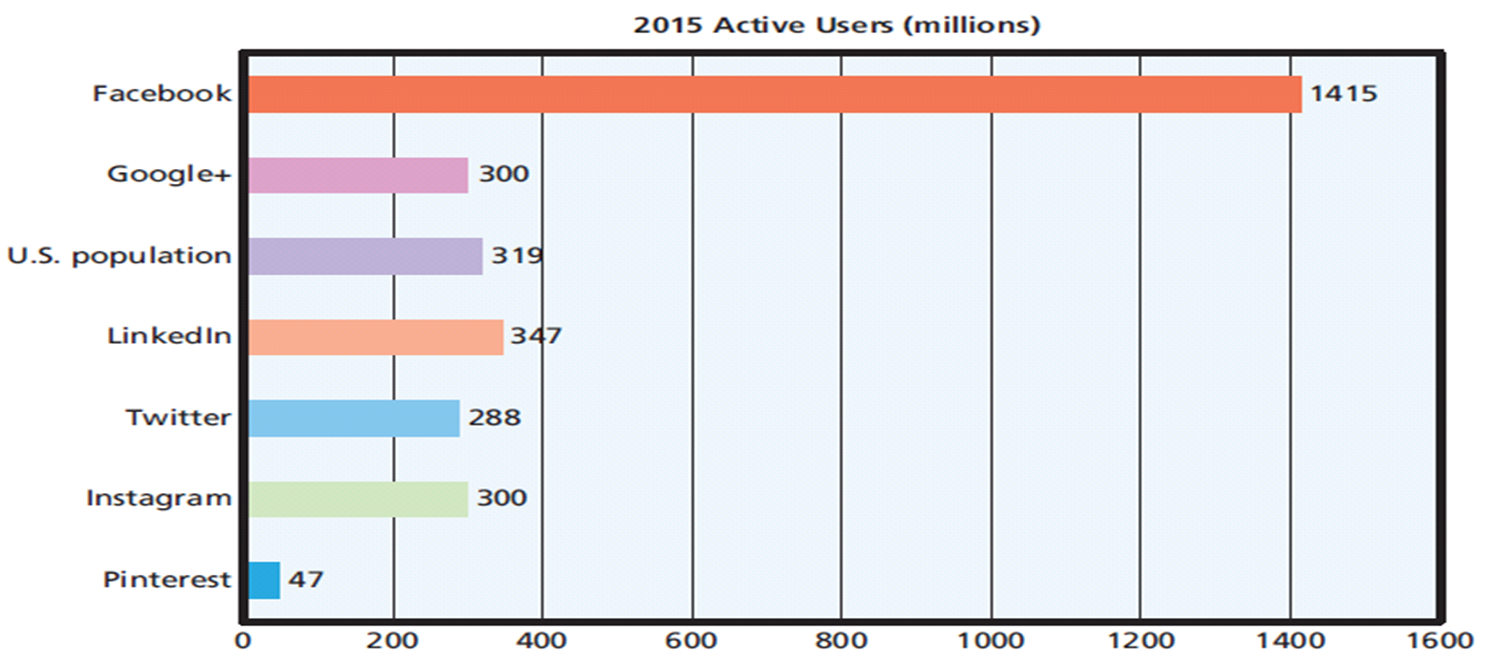 2015 Active Users (millions)
Facebook 1415
Google+ 300
U.S. population 319
LinkedIn 347
Twitter 288
Instagram 300
Pinterest 47
0 200 400 600 800 1000 1200 1400 1600